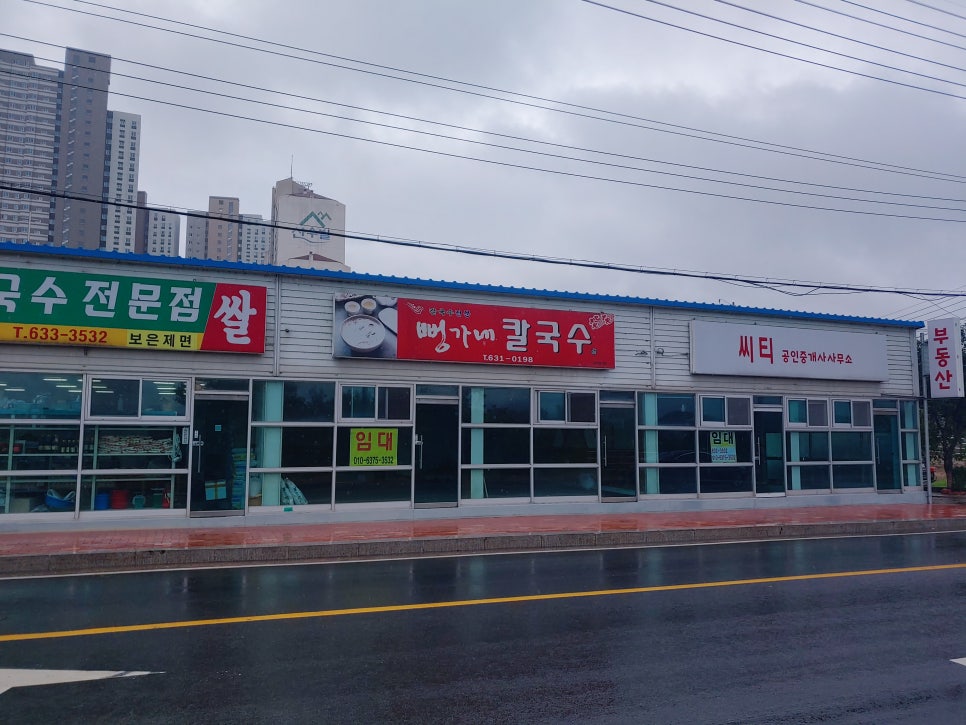 국수전문점 쌀
T.633-3532 보은제면
뻥가네 칼국수
T.631-0198
씨티 공인중개사사무소
부동산
임대
010-6375-3532
임대